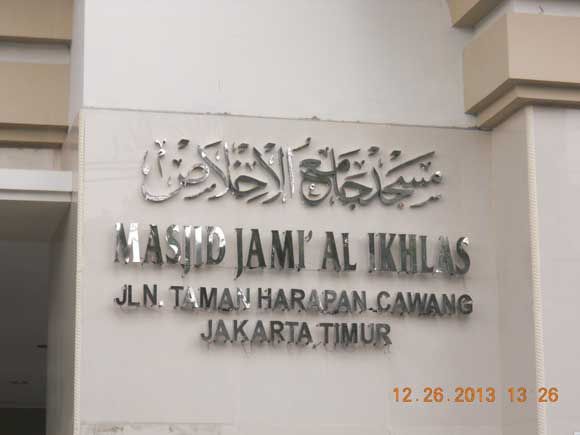 مسجد جامع الإخلاص
MASJID JAMI' AL IKHLAS
JLN. TAMAN HARAPAN CAWANG
JAKARTA TIMUR
12.26.2013 13 26